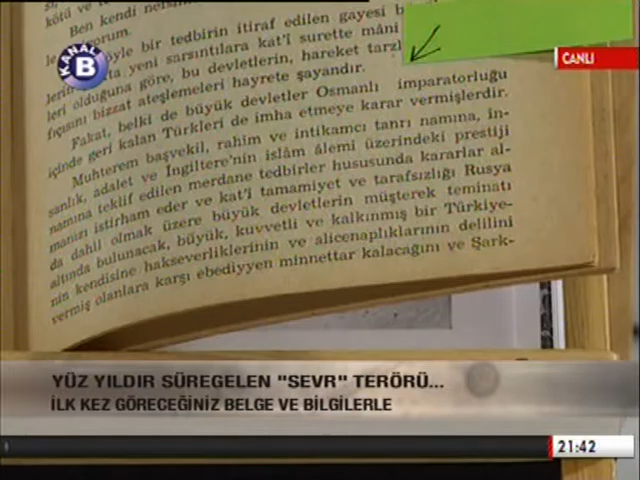 kötü ve
Ben kendi nefsim
le
böyle bir tedbirin itiraf edilen gayesi b
ta yeni sarsıntılara kat'î surette mâni
leri olduğuna göre, bu devletlerin, hareket tarzl
fıçısını bizzat ateşlemeleri hayrete şayandır.
Fakat, belki de büyük devletler Osmanlı imparatorluğu
içinde geri kalan Türkleri de imha etmeye karar vermişlerdir.
Muhterem başvekil, rahim ve intikamcı tanrı namına, in-
sanlık, adalet ve İngiltere'nin islâm âlemi üzerindeki prestiji
namına teklif edilen merdane tedbirler hususunda kararlar al-
manızı istirham eder ve kat'î tamamiyet ve tarafsızlığı Rusya
da dahil olmak üzere büyük devletlerin müşterek teminatı
altında bulunacak, büyük, kuvvetli ve kalkınmış bir Türkiye-
nin kendisine hakseverliklerinin ve alicenaplıklarının delilini
vermiş olanlara karşı ebediyyen minnettar kalacağını ve Şark-
KANAL B
CANLI
YÜZ YILDIR SÜREGELEN "SEVR" TERÖRÜ...
İLK KEZ GÖRECEĞİNİZ BELGE VE BİLGİLERLE
21:42